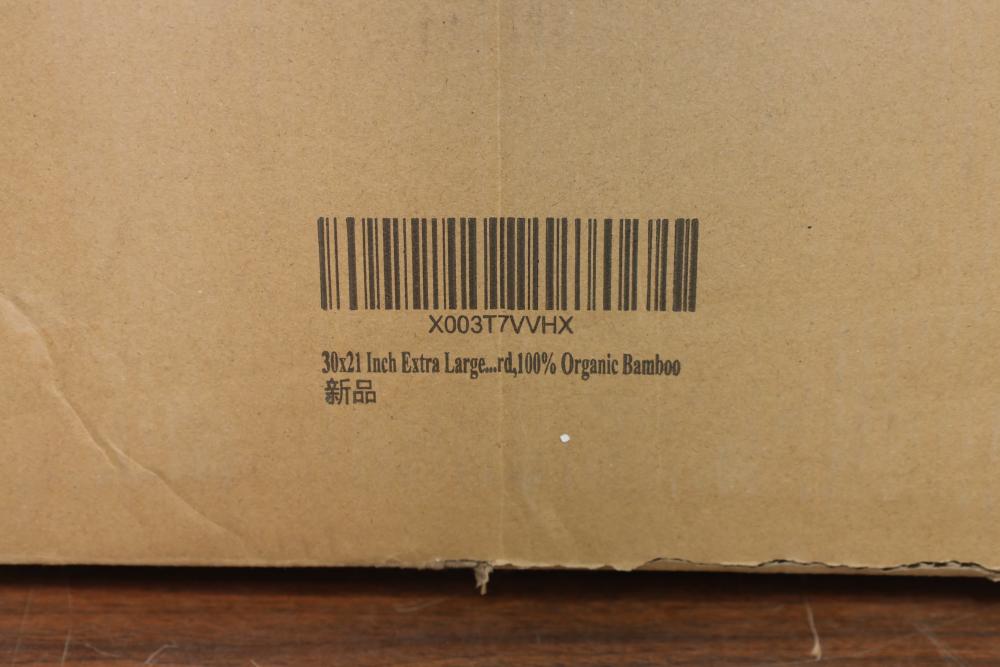 X003T7VVHX
30x21 Inch Extra Large...rd,100% Organic Bamboo
新品